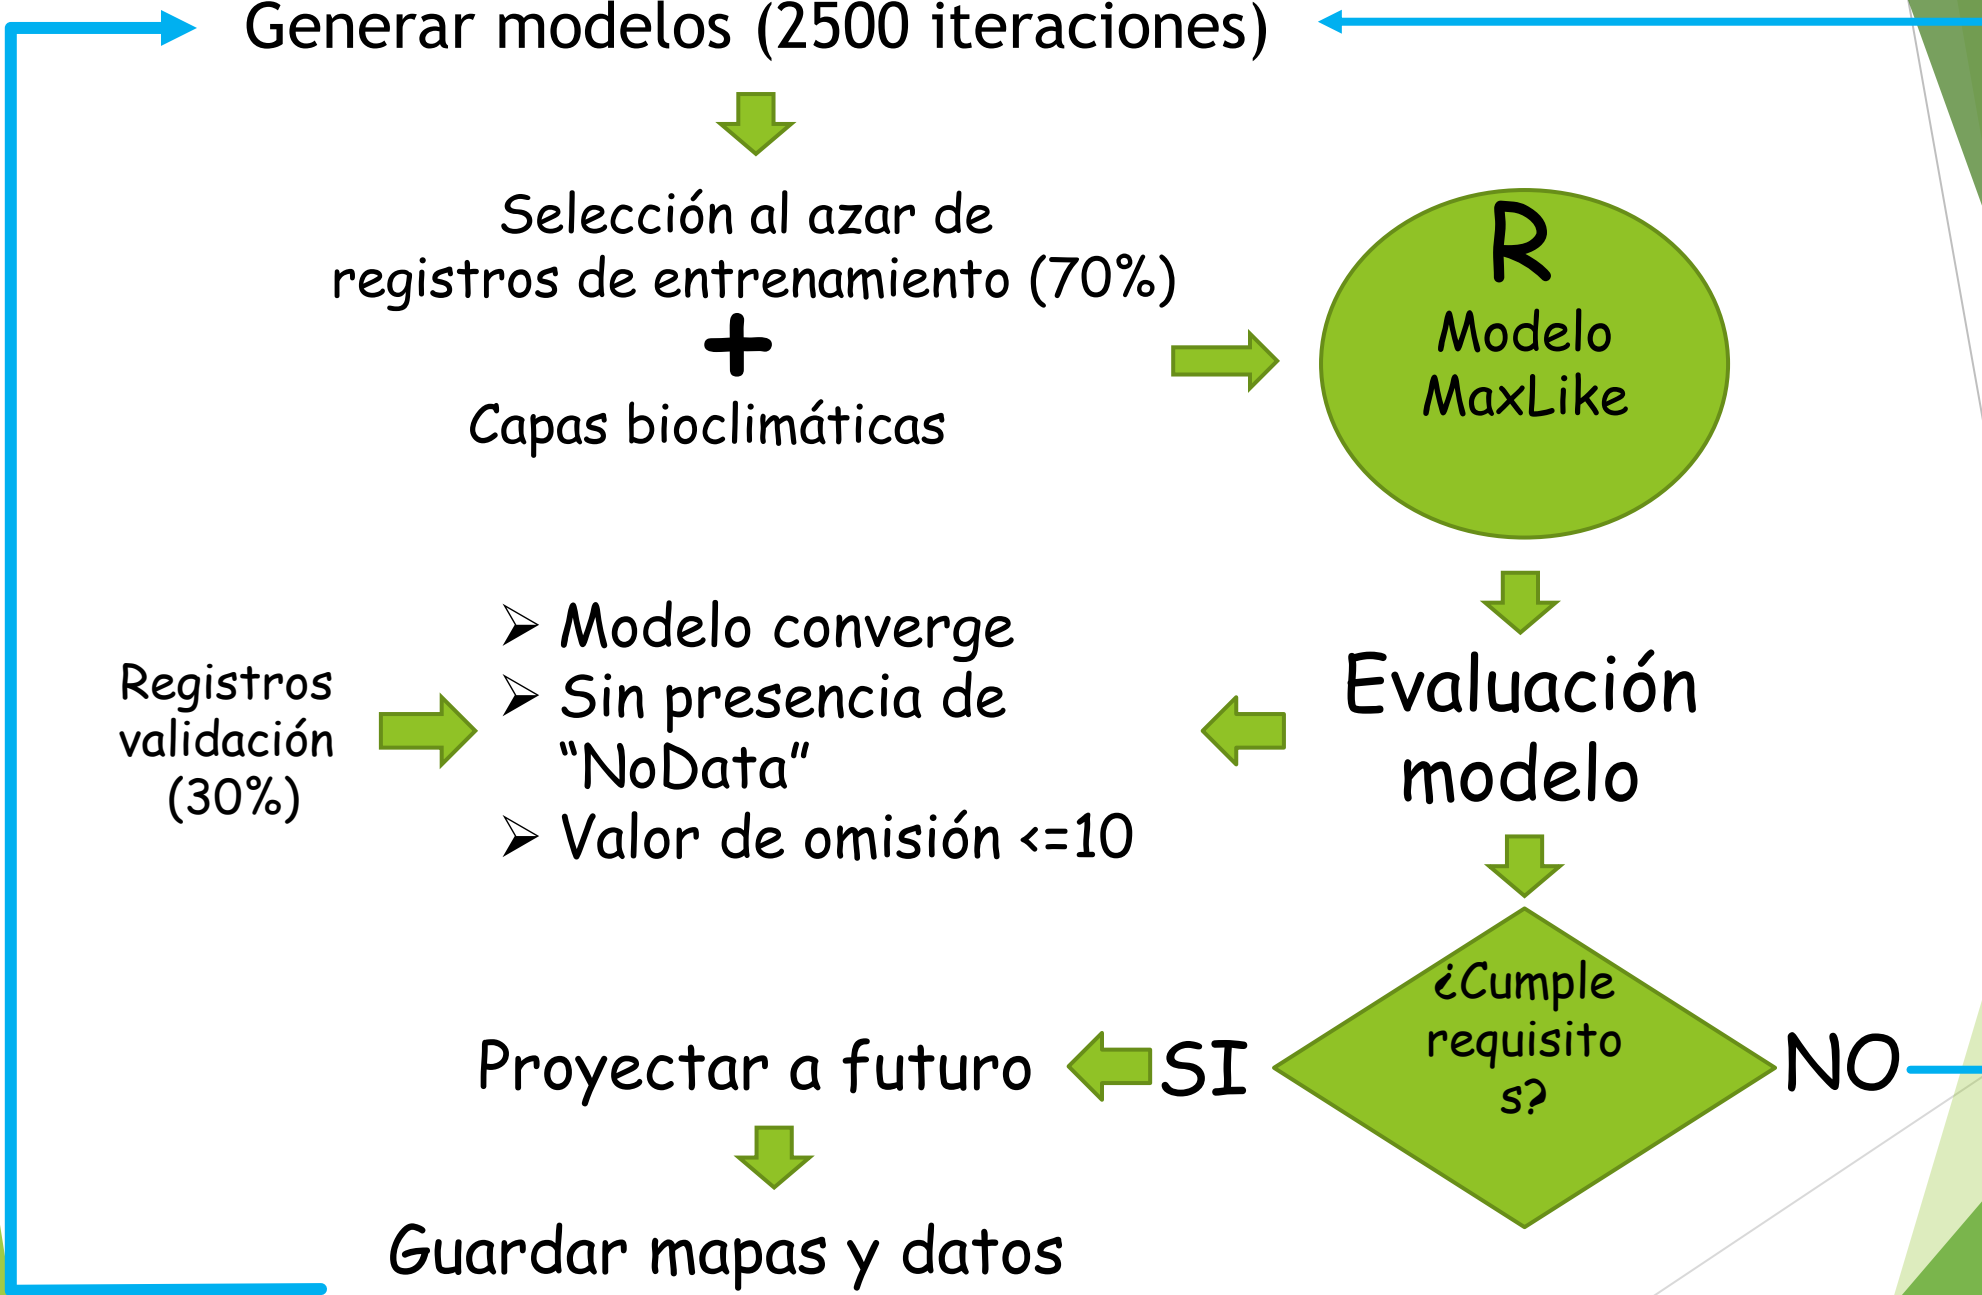 Generar modelos (2500 iteraciones)
Selección al azar de
registros de entrenamiento (70%)
+
Capas bioclimáticas
R
Modelo
MaxLike
Evaluación
modelo
Modelo converge
Sin presencia de
“NoData”
Valor de omisión <=10
Registros
validación
(30%)
¿Cumple
requisito
s?
NO
SI
Proyectar a futuro
Guardar mapas y datos